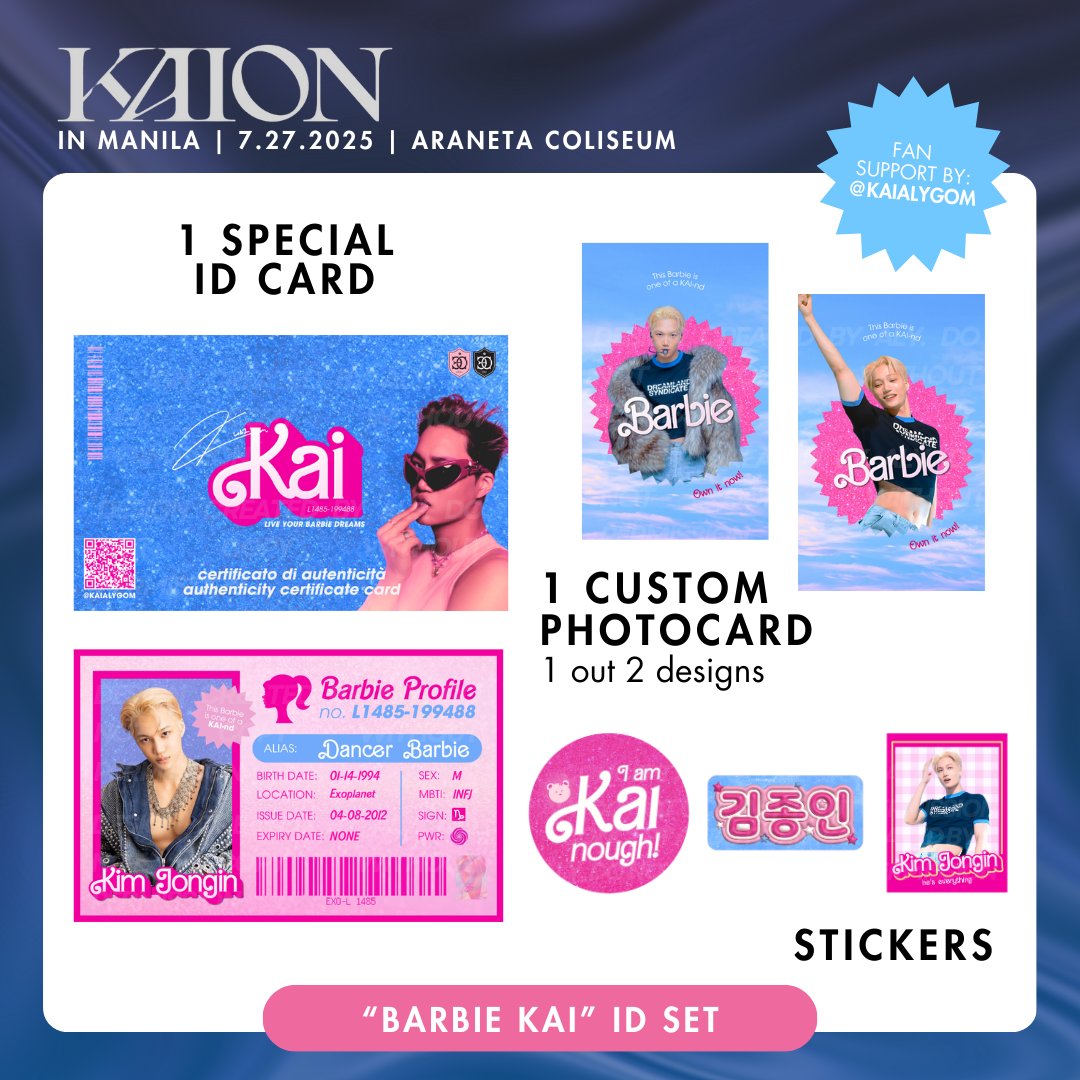 KAION
IN MANILA | 7.27.2025 | ARANETA COLISEUM
FAN
SUPPORT BY:
@KAIALYGOM
1 SPECIAL
ID CARD
Kai
L1485-199488
LIVE YOUR BARBIE DREAMS
@KAIALYGOM
certificato di autenticità
authenticity certificate card
This Barbie is
one of a KAI-nd
DREAMLAND
SYNDICATE
Barbie
Own it now!
This Barbie is
one of a KAI-nd
Barbie
Own it now!
1 CUSTOM
PHOTOCARD
1 out 2 designs
This Barbie
is one of a
KAI-nd
Kim Jongin
Barbie Profile
no. L1485-199488
ALIAS: Dancer Barbie
BIRTH DATE: 01-14-1994
LOCATION: Exoplanet
ISSUE DATE: 04-08-2012
EXPIRY DATE: NONE
SEX: M
MBTI: INFJ
SIGN:
PWR:
EXO-L 1485
I am
Kai
nough!
김종인
Kim Jongin
he's everything
STICKERS
“BARBIE KAI” ID SET